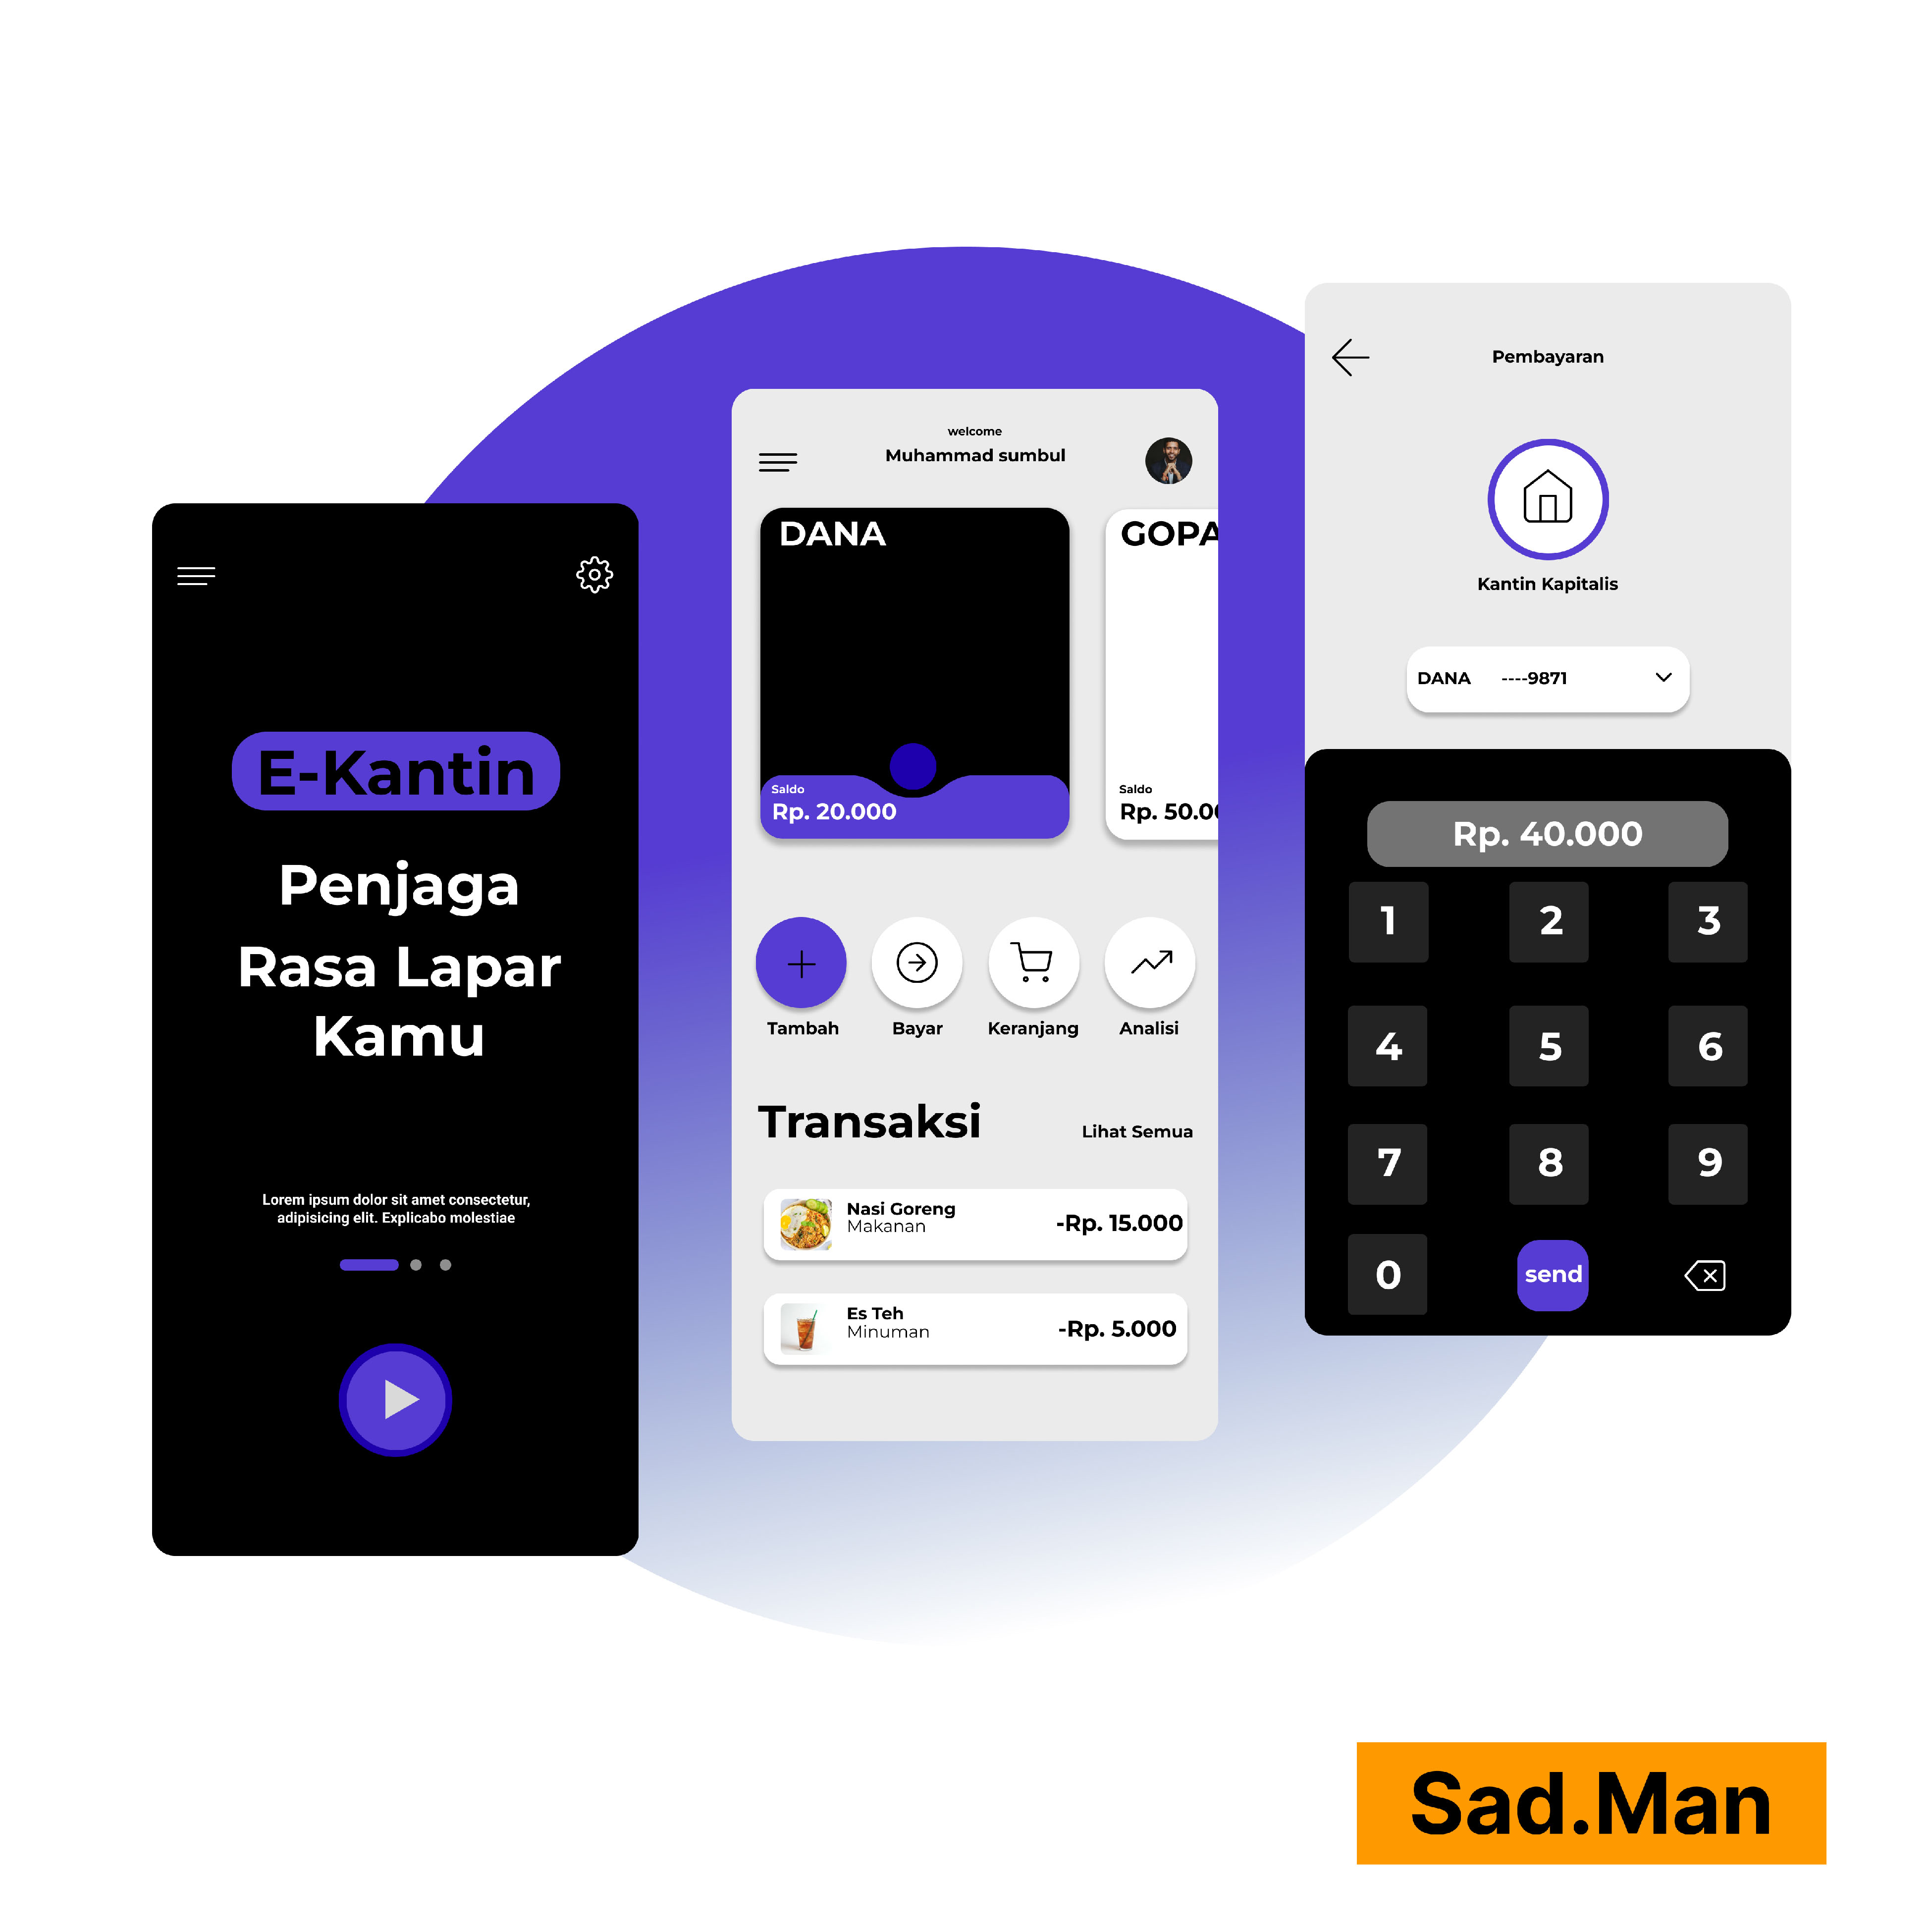 E-Kantin
Penjaga
Rasa Lapar
Kamu
Lorem ipsum dolor sit amet consectetur,
adipisicing elit. Explicabo molestiae
welcome
Muhammad sumbul
DANA
GOPA
Saldo
Rp. 20.000
Saldo
Rp. 50.00
Tambah
Bayar
Keranjang
Analisi
Transaksi
Lihat Semua
Nasi Goreng
Makanan
-Rp. 15.000
Es Teh
Minuman
-Rp. 5.000
Pembayaran
Kantin Kapitalis
DANA ----9871
Rp. 40.000
1 2 3
4 5 6
7 8 9
0 send
Sad.Man